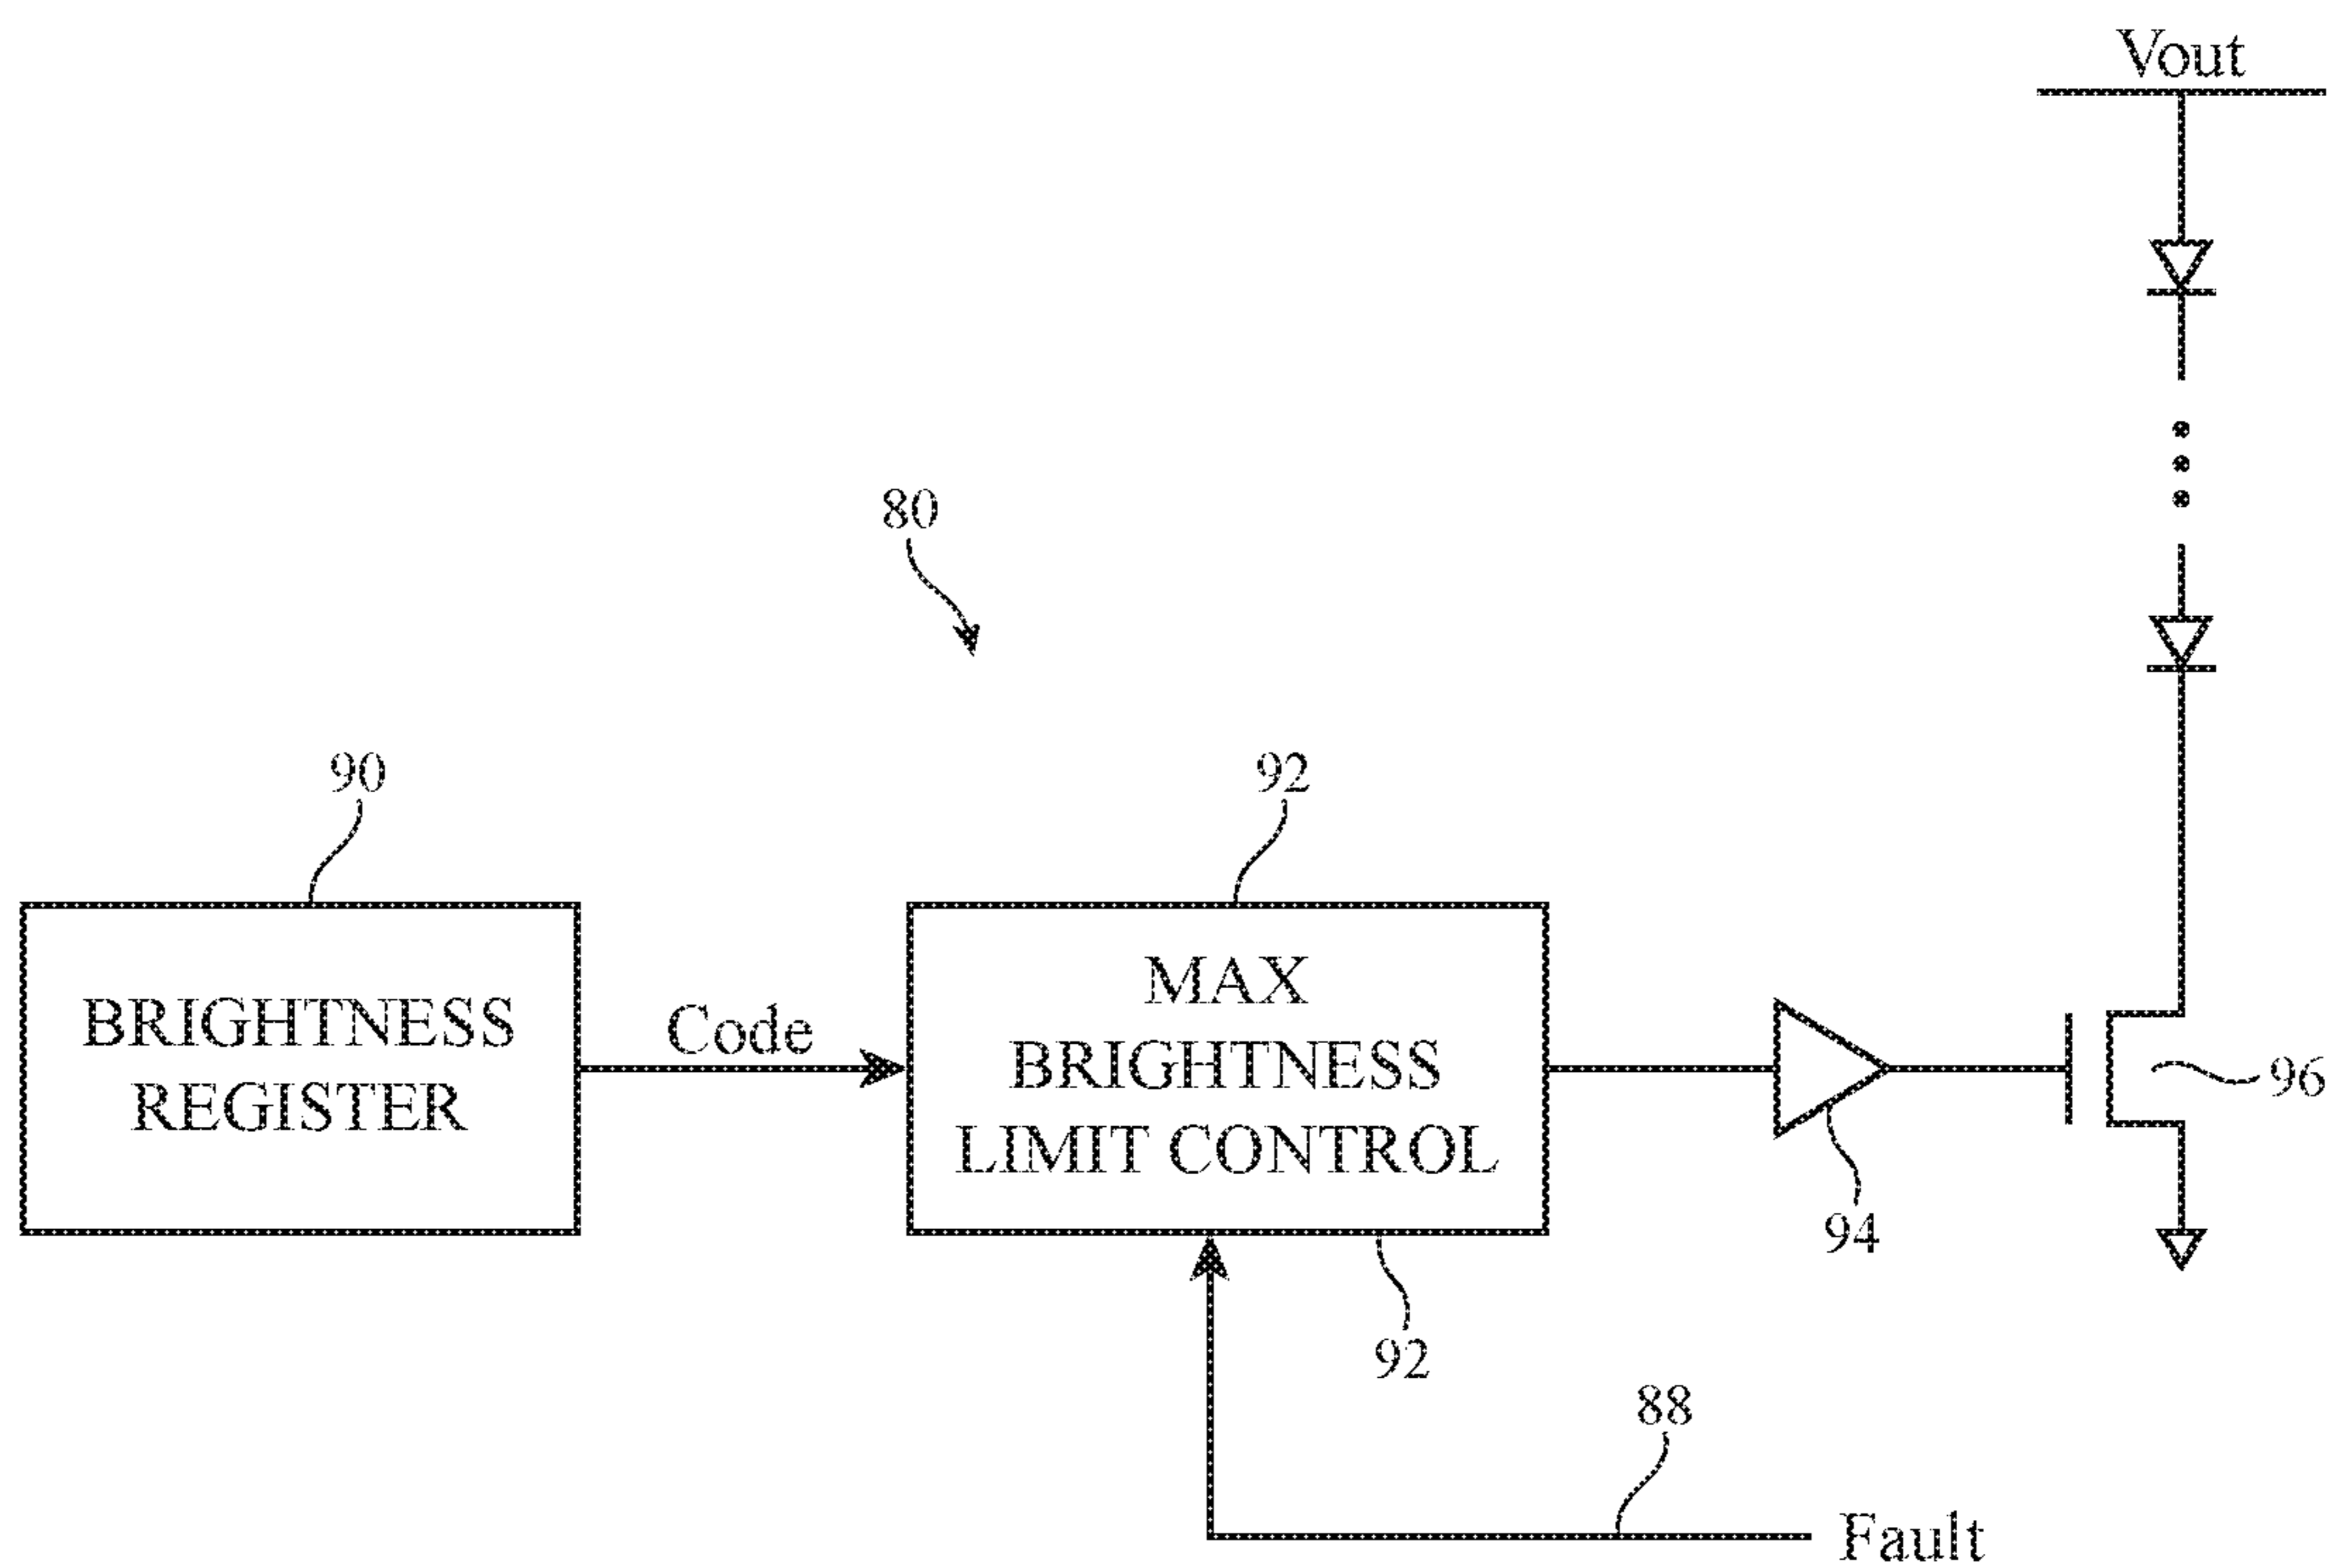 Vout
80
90
92
BRIGHTNESS
REGISTER
Code
MAX
BRIGHTNESS
LIMIT CONTROL
96
94
92
88
Fault